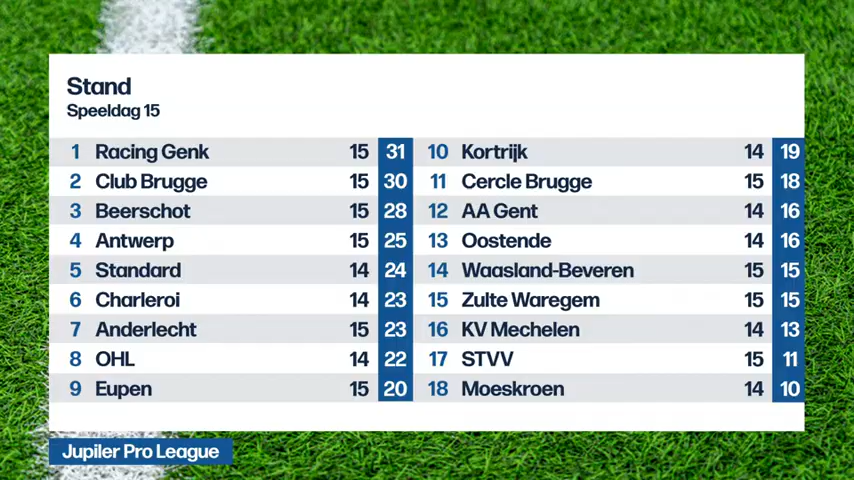 Stand
Speeldag 15
1 Racing Genk 15 31
2 Club Brugge 15 30
3 Beerschot 15 28
4 Antwerp 15 25
5 Standard 14 24
6 Charleroi 14 23
7 Anderlecht 15 23
8 OHL 14 22
9 Eupen 15 20
10 Kortrijk 14 19
11 Cercle Brugge 15 18
12 AA Gent 14 16
13 Oostende 14 16
14 Waasland-Beveren 15 15
15 Zulte Waregem 15 15
16 KV Mechelen 14 13
17 STVV 15 11
18 Moeskroen 14 10
Jupiler Pro League